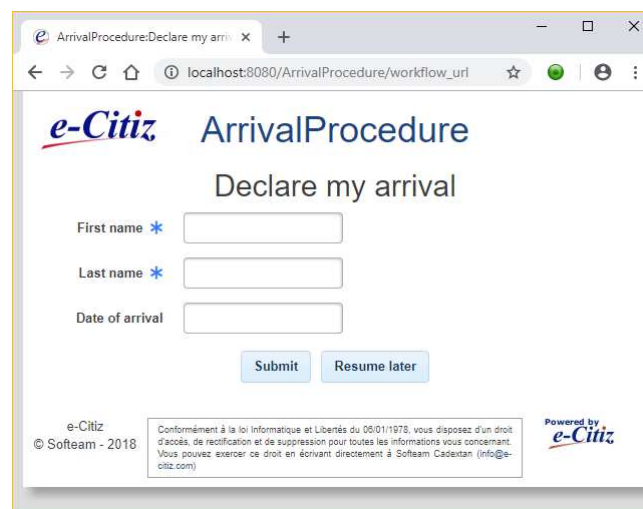 ArrivalProcedure:Declare my arri
localhost:8080/ArrivalProcedure/workflow_url
e-Citiz ArrivalProcedure
Declare my arrival
First name *
Last name *
Date of arrival
Submit Resume later
e-Citiz
© Softeam - 2018
Conformément à la loi Informatique et Libertés du 06/01/1978, vous disposez d'un droit
d'accès, de rectification et de suppression pour toutes les informations vous concernant.
Vous pouvez exercer ce droit en écrivant directement à Softeam Cadextan (info@e-
citiz.com)
Powered by
e-Citiz